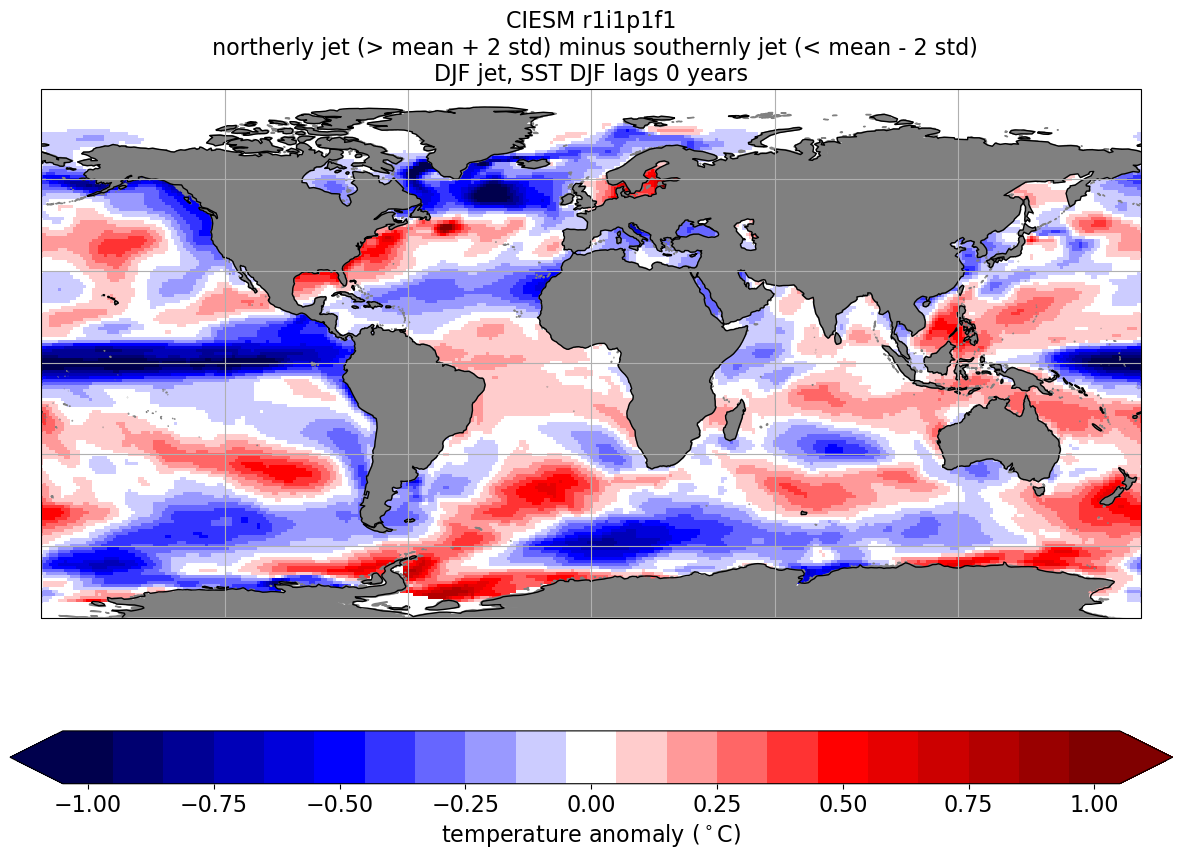 CIESM r1i1p1f1
northerly jet (> mean + 2 std) minus southernly jet (< mean - 2 std)
DJF jet, SST DJF lags 0 years
−1.00 −0.75 −0.50 −0.25 0.00 0.25 0.50 0.75 1.00
temperature anomaly (°C)